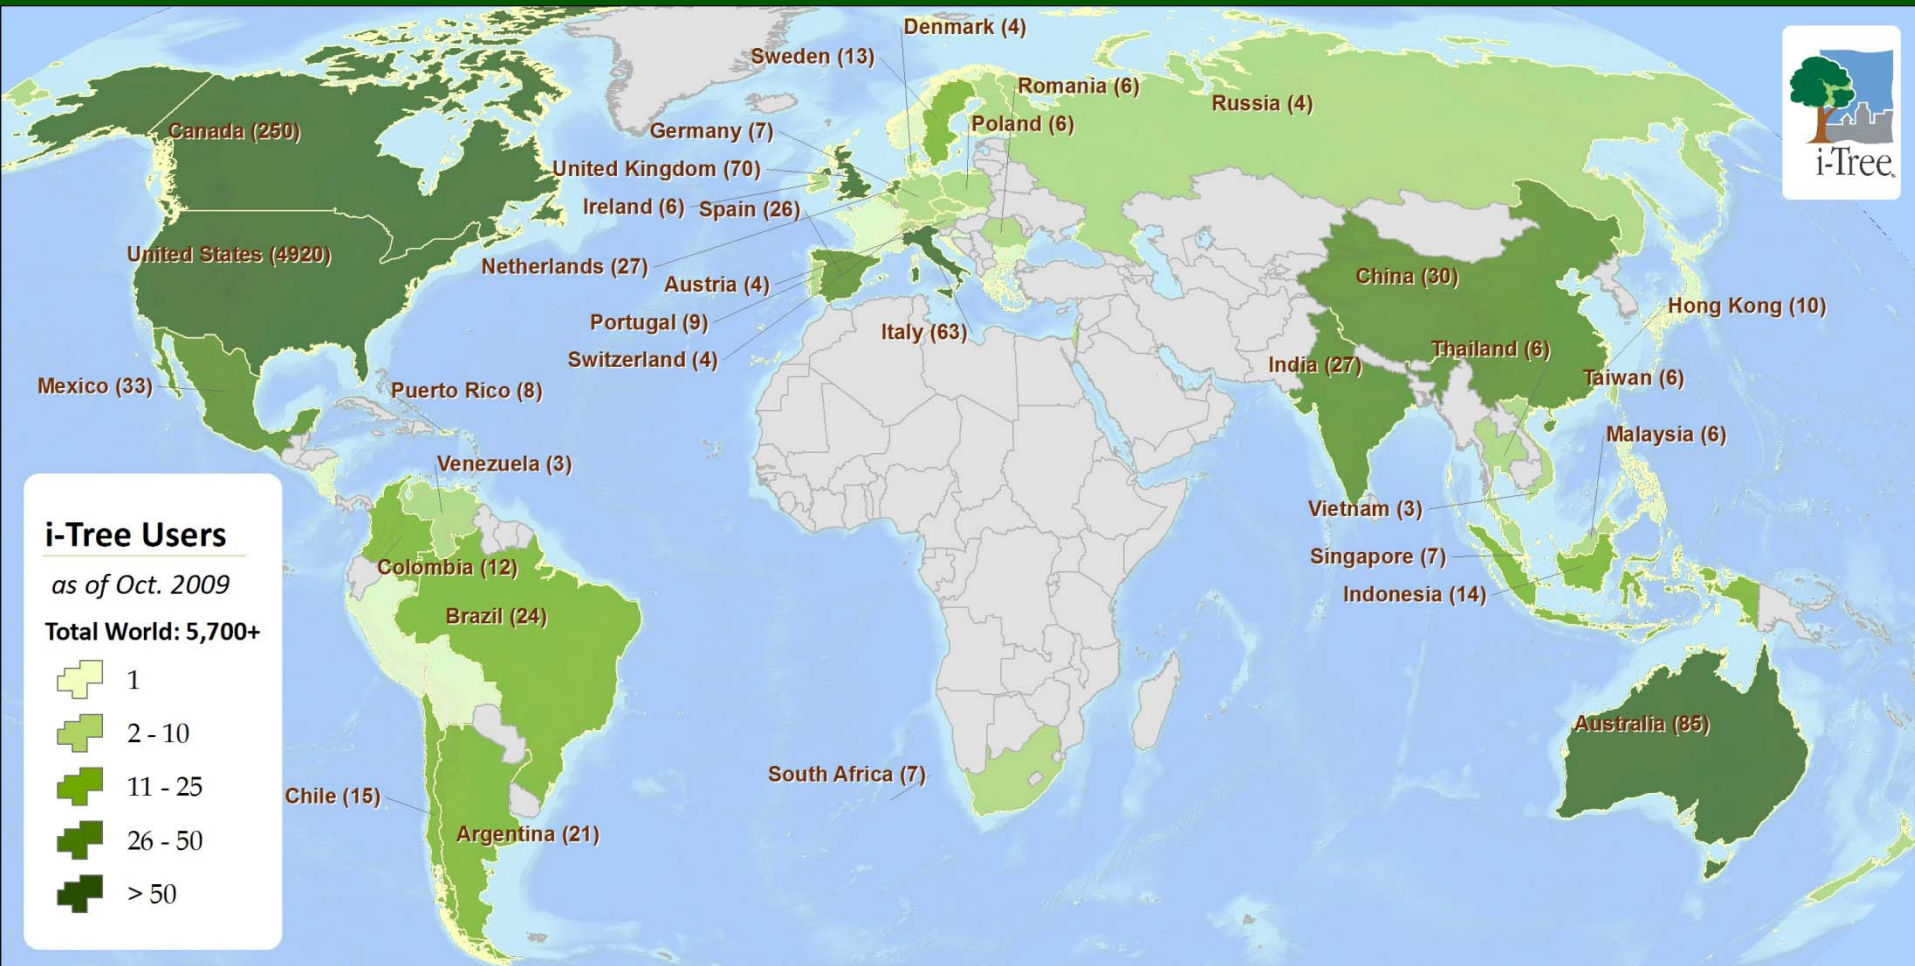 Denmark (4)
Sweden (13)
Romania (6)
Russia (4)
Canada (250)
Germany (7)
Poland (6)
United Kingdom (70)
i-Tree
Ireland (6)
Spain (26)
United States (4920)
Netherlands (27)
China (30)
Austria (4)
Hong Kong (10)
Portugal (9)
Italy (63)
Switzerland (4)
India (27)
Thailand (6)
Mexico (33)
Puerto Rico (8)
Taiwan (6)
Malaysia (6)
Venezuela (3)
Vietnam (3)
Singapore (7)
Colombia (12)
Indonesia (14)
Brazil (24)
Australia (85)
South Africa (7)
Chile (15)
Argentina (21)
i-Tree Users
as of Oct. 2009
Total World: 5,700+
1
2 - 10
11 - 25
26 - 50
> 50